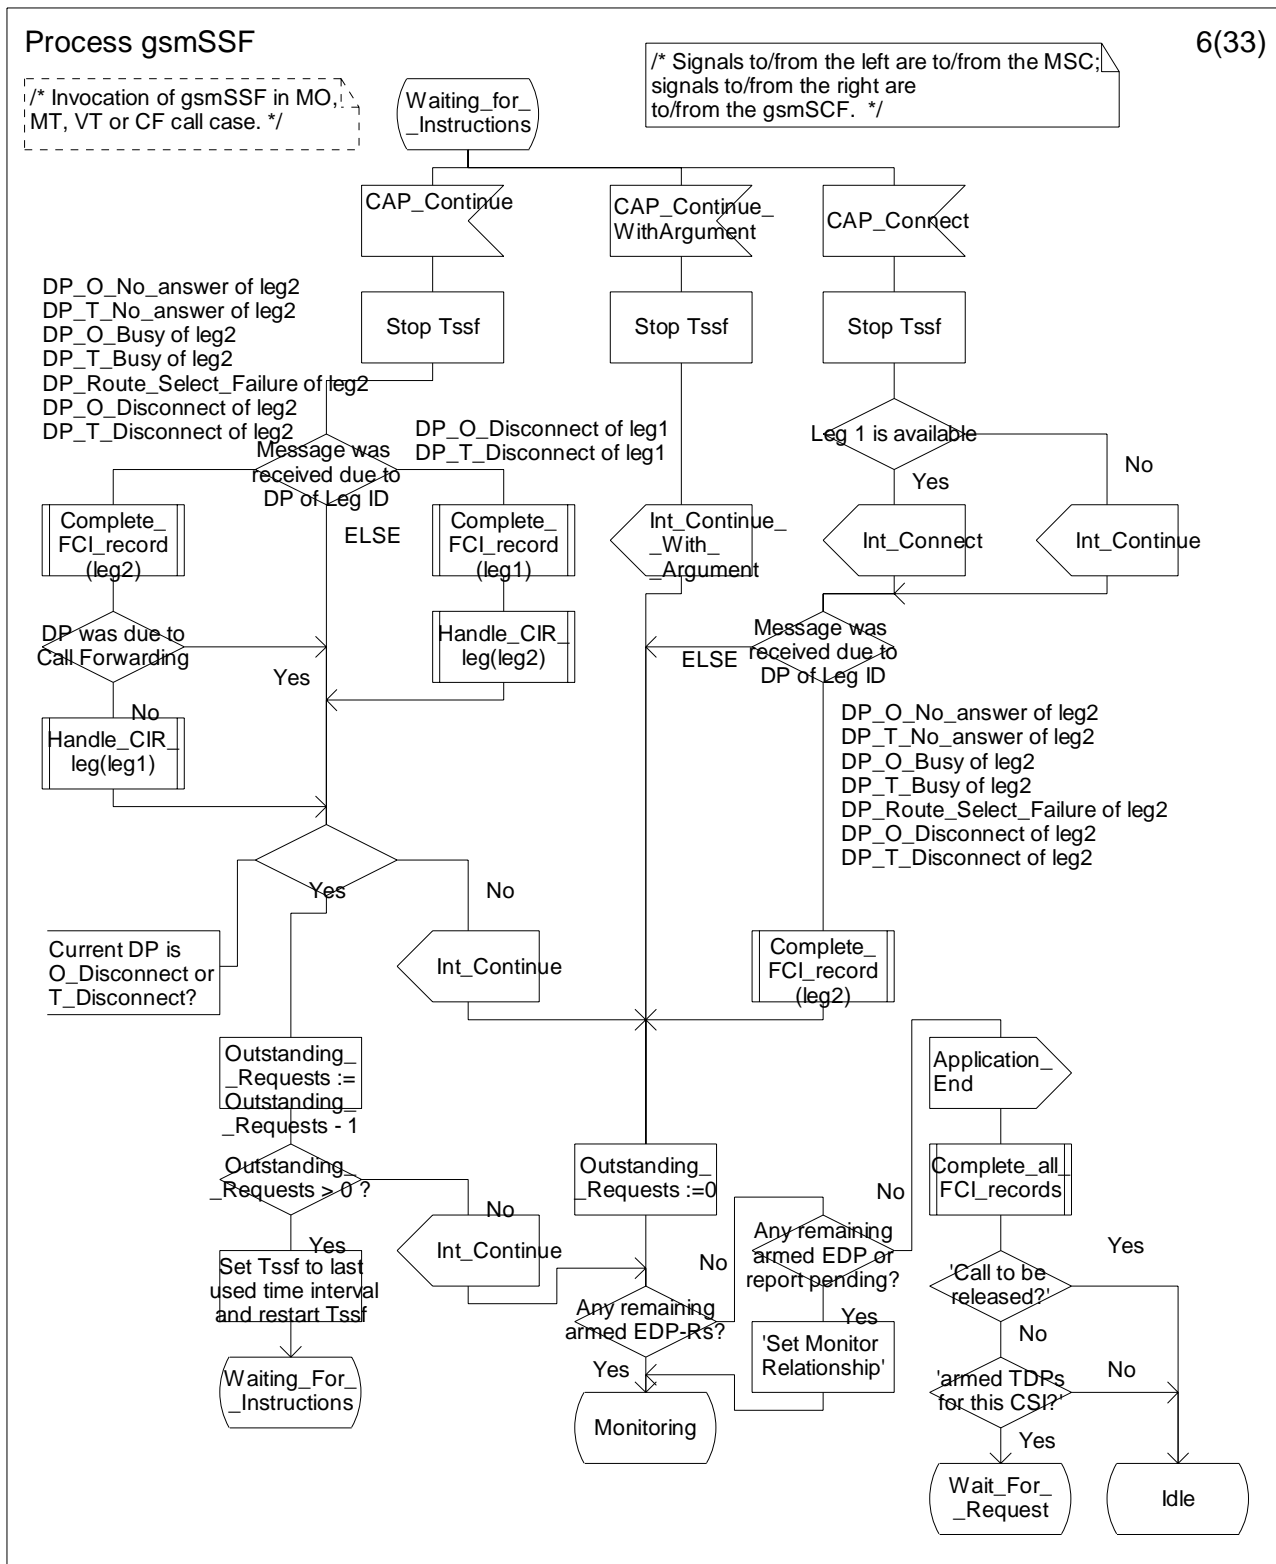 Process gsmSSF
6(33)
/* Invocation of gsmSSF in MO,
MT, VT or CF call case. */
Waiting_for_
_Instructions
/* Signals to/from the left are to/from the MSC;
signals to/from the right are
to/from the gsmSCF.  */
CAP_Continue
CAP_Continue_
WithArgument
CAP_Connect
DP_O_No_answer of leg2
DP_T_No_answer of leg2
DP_O_Busy of leg2
DP_T_Busy of leg2
DP_Route_Select_Failure of leg2
DP_O_Disconnect of leg2
DP_T_Disconnect of leg2
Stop Tssf
Stop Tssf
Stop Tssf
Message was
received due to
DP of Leg ID
DP_O_Disconnect of leg1
DP_T_Disconnect of leg1
Leg 1 is available
Yes
No
Complete_
FCI_record
(leg2)
ELSE
Complete_
FCI_record
(leg1)
Int_Continue_
_With_
_Argument
Int_Connect
Int_Continue
DP was due to
Call Forwarding
Yes
Handle_CIR_
leg(leg2)
ELSE
Message was
received due to
DP of Leg ID
No
Handle_CIR_
leg(leg1)
DP_O_No_answer of leg2
DP_T_No_answer of leg2
DP_O_Busy of leg2
DP_T_Busy of leg2
DP_Route_Select_Failure of leg2
DP_O_Disconnect of leg2
DP_T_Disconnect of leg2
Yes
No
Current DP is
O_Disconnect or
T_Disconnect?
Int_Continue
Complete_
FCI_record
(leg2)
Outstanding_
_Requests :=
Outstanding_
_Requests - 1
Application_
End
Outstanding_
_Requests > 0 ?
No
Yes
Outstanding_
_Requests :=0
Complete_all_
FCI_records
No
Any remaining
armed EDP or
report pending?
Int_Continue
No
Yes
Set Tssf to last
used time interval
and restart Tssf
Any remaining
armed EDP-Rs?
Yes
Yes
'Set Monitor
Relationship'
'Call to be
released?'
No
Waiting_For_
_Instructions
Monitoring
'armed TDPs
for this CSI?'
No
Yes
Wait_For_
_Request
Idle